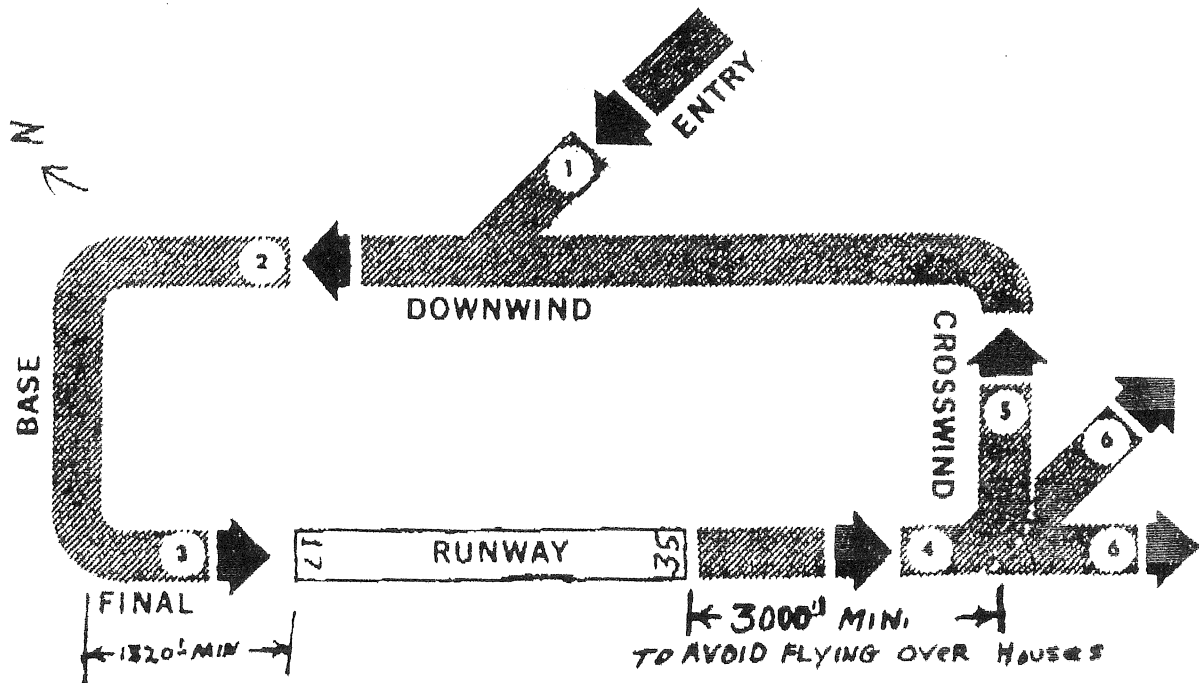 N
ENTRY
1
2
DOWNWIND
BASE
CROSSWIND
5
6
3
17
RUNWAY
35
4
6
FINAL
1320' MIN
3000' MIN.
TO AVOID FLYING OVER HOUSES